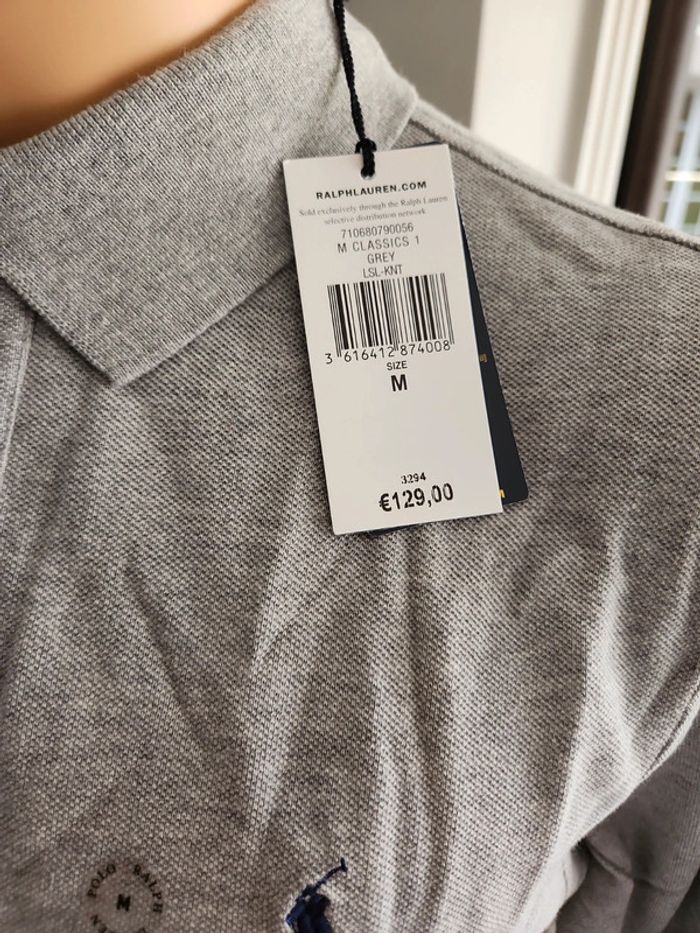 RALPHLAUREN.COM
Sold exclusively through the Ralph Lauren
selective distribution network
710680790056
M CLASSICS 1
GREY
LSL-KNT
3 616412 874008
SIZE
M
3294
€129,00
POLO RALPH
M